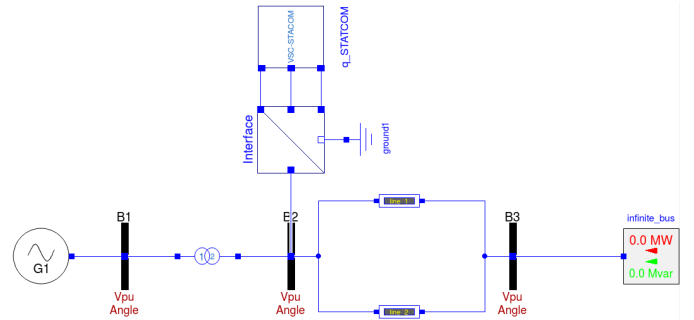 VSC-STACOM
q_STATCOM
Interface
ground1
B1
B2
B3
line_1
infinite_bus
G1
1
2
0.0 MW
0.0 Mvar
Vpu
Angle
Vpu
Angle
line_2
Vpu
Angle